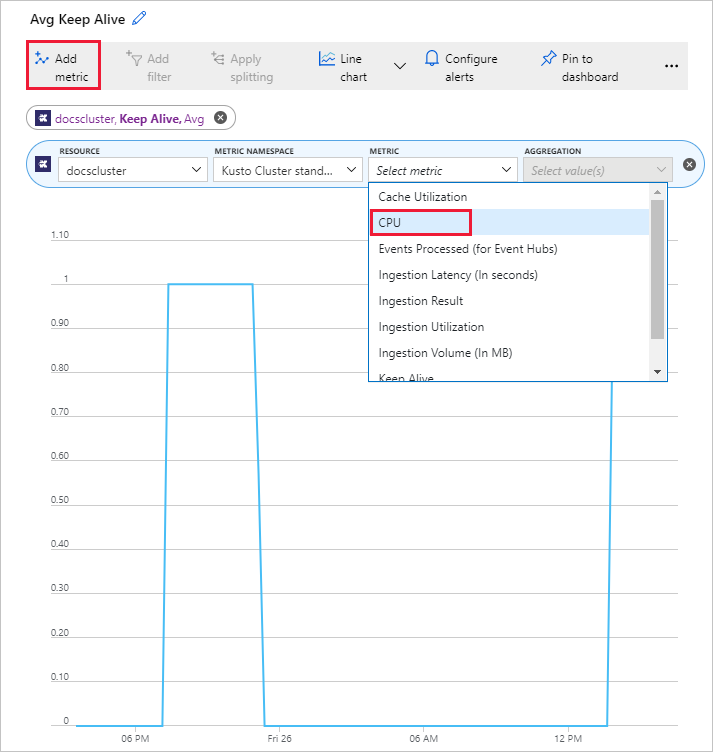 Avg Keep Alive
Add metric
Add filter
Apply splitting
Line chart
Configure alerts
Pin to dashboard
docscluster, Keep Alive, Avg
RESOURCE
METRIC NAMESPACE
METRIC
AGGREGATION
docscluster
Kusto Cluster stand...
Select metric
Select value(s)
Cache Utilization
CPU
Events Processed (for Event Hubs)
Ingestion Latency (In seconds)
Ingestion Result
Ingestion Utilization
Ingestion Volume (In MB)
Keep Alive
1.10
1
0.90
0.80
0.70
0.60
0.50
0.40
0.30
0.20
0.10
0
06 PM
Fri 26
06 AM
12 PM